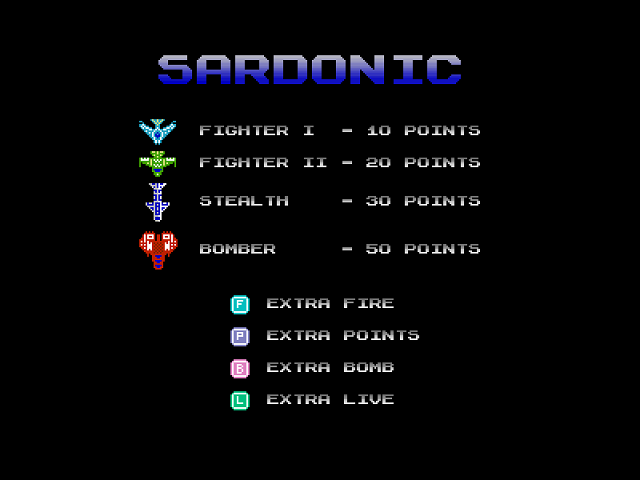 SARDONIC
FIGHTER I - 10 POINTS
FIGHTER II - 20 POINTS
STEALTH - 30 POINTS
BOMBER - 50 POINTS
F EXTRA FIRE
P EXTRA POINTS
B EXTRA BOMB
L EXTRA LIVE